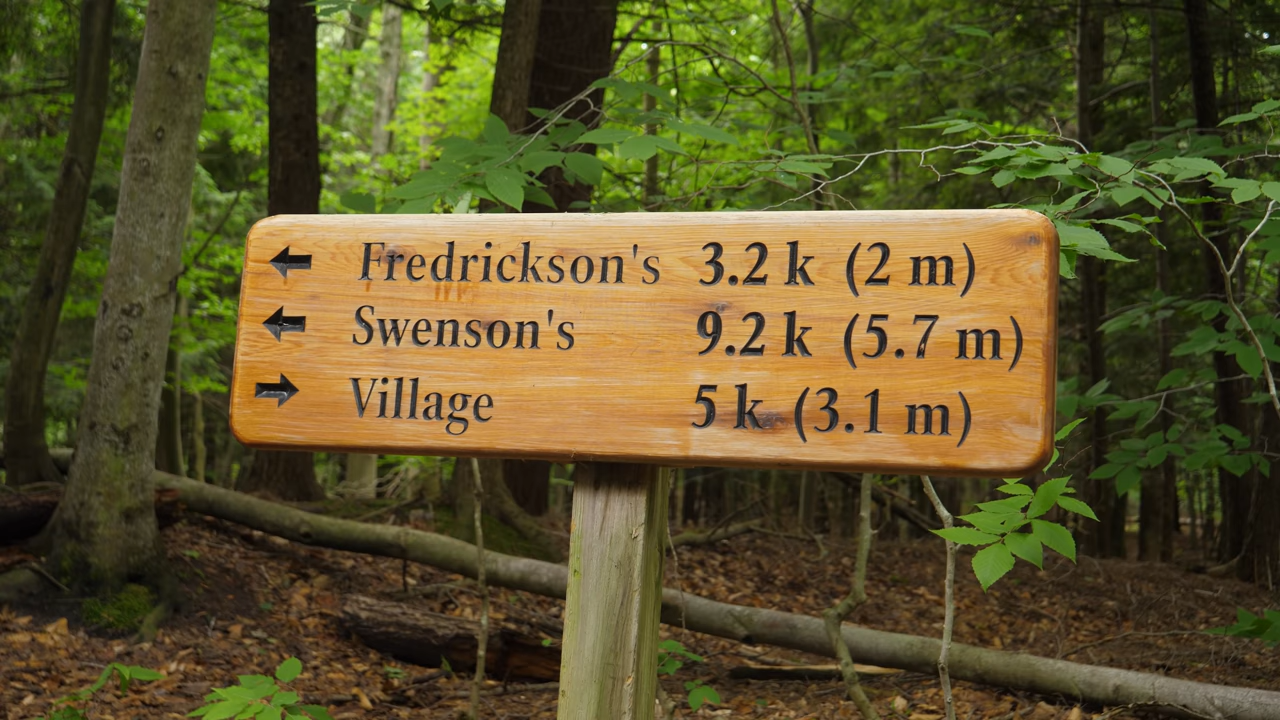 Fredrickson's 3.2 k (2 m)
Swenson's 9.2 k (5.7 m)
Village 5 k (3.1 m)